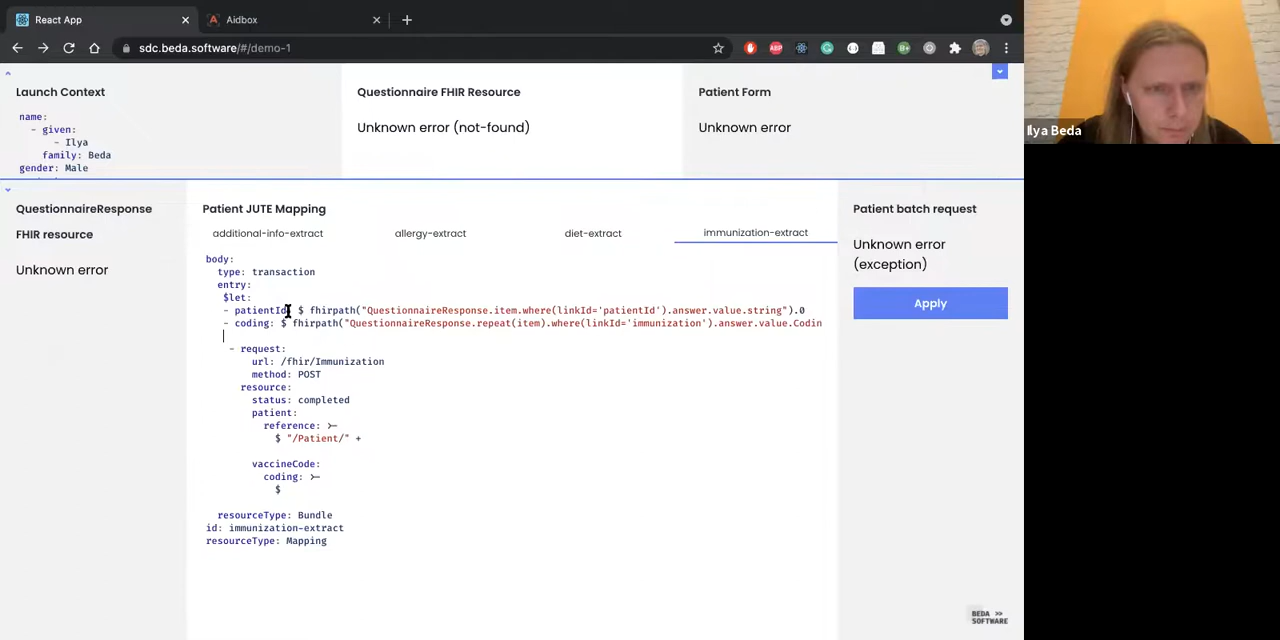 React App
Aidbox
sdc.beda.software/#/demo-1
Launch Context
name:
- given:
- Ilya
family: Beda
gender: Male
Questionnaire FHIR Resource
Unknown error (not-found)
Patient Form
Unknown error
Ilya Beda
QuestionnaireResponse
FHIR resource
Unknown error
Patient JUTE Mapping
additional-info-extract
allergy-extract
diet-extract
immunization-extract
body:
type: transaction
entry:
$let:
- patientId: $ fhirpath("QuestionnaireResponse.item.where(linkId='patientId').answer.value.string").0
- coding: $ fhirpath("QuestionnaireResponse.repeat(item).where(linkId='immunization').answer.value.Codin
- request:
url: /fhir/Immunization
method: POST
resource:
status: completed
patient:
reference: >-
$ "/Patient/" +
vaccineCode:
coding: >-
$
resourceType: Bundle
id: immunization-extract
resourceType: Mapping
Patient batch request
Unknown error
(exception)
Apply
BEDA >>
SOFTWARE